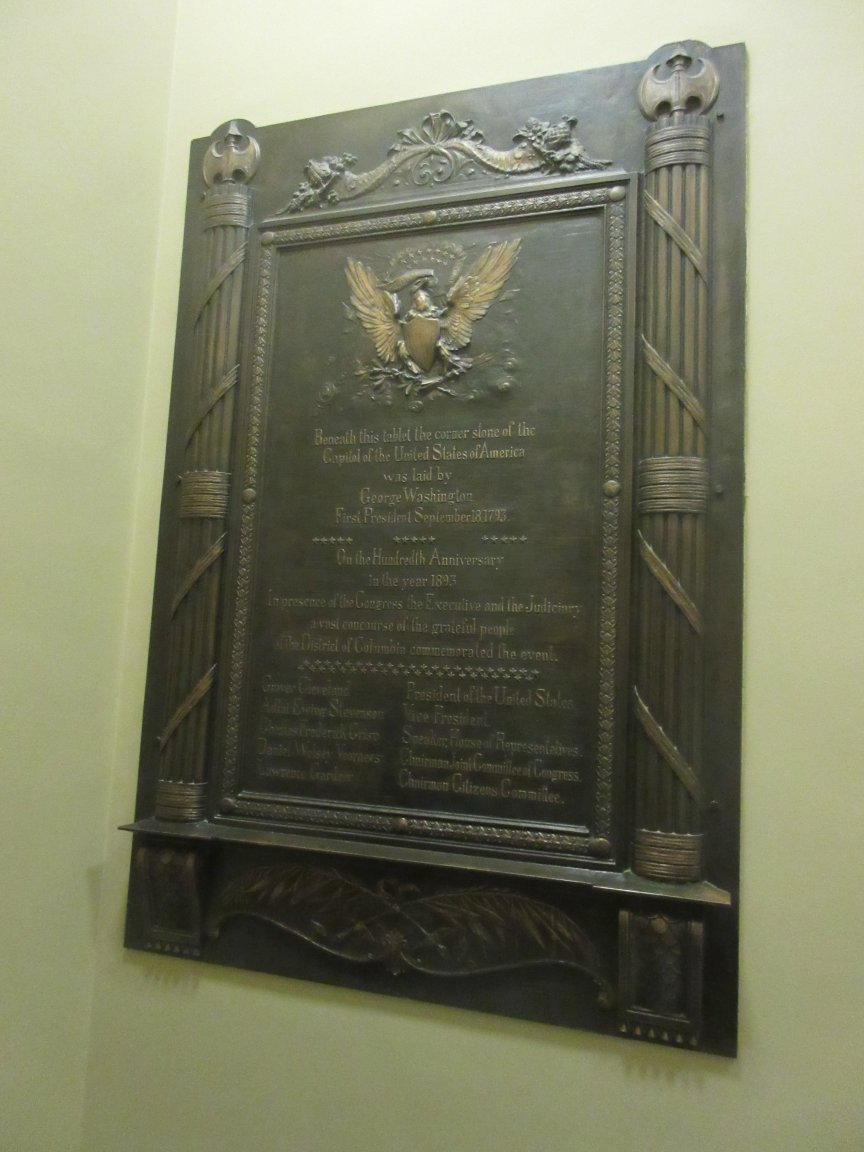 Beneath this tablet the corner stone of the
Capitol of the United States of America
was laid by
George Washington
First President September 18, 1793.
On the Hundredth Anniversary
in the year 1893
In presence of the Congress the Executive and the Judiciary
a vast concourse of the grateful people
of the District of Columbia commemorated the event.
Grover Cleveland President of the United States.
Adlai Ewing Stevenson Vice President.
Charles Frederick Crisp Speaker, House of Representatives.
Daniel Wolsey Voorhees Chairman Joint Committee of Congress.
Lawrence Gardner Chairman Citizens Committee.